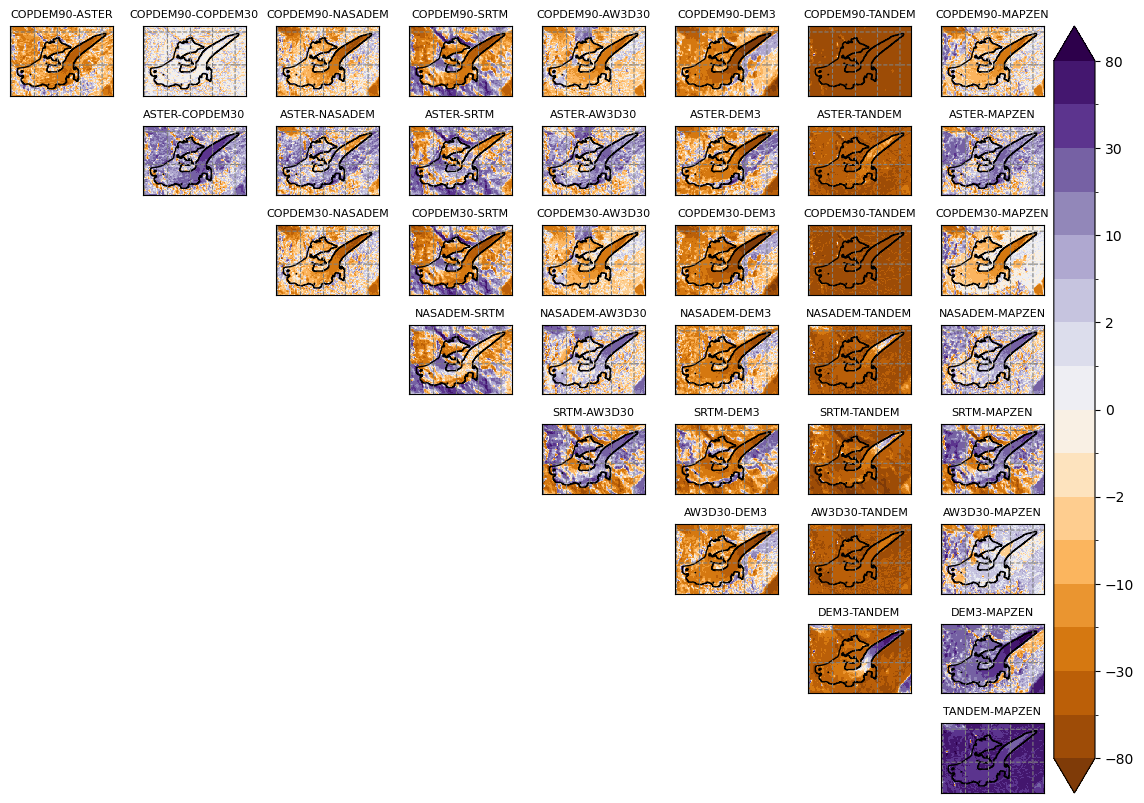 COPDEM90-ASTER COPDEM90-COPDEM30 COPDEM90-NASADEM COPDEM90-SRTM COPDEM90-AW3D30 COPDEM90-DEM3 COPDEM90-TANDEM COPDEM90-MAPZEN
ASTER-COPDEM30 ASTER-NASADEM ASTER-SRTM ASTER-AW3D30 ASTER-DEM3 ASTER-TANDEM ASTER-MAPZEN
COPDEM30-NASADEM COPDEM30-SRTM COPDEM30-AW3D30 COPDEM30-DEM3 COPDEM30-TANDEM COPDEM30-MAPZEN
NASADEM-SRTM NASADEM-AW3D30 NASADEM-DEM3 NASADEM-TANDEM NASADEM-MAPZEN
SRTM-AW3D30 SRTM-DEM3 SRTM-TANDEM SRTM-MAPZEN
AW3D30-DEM3 AW3D30-TANDEM AW3D30-MAPZEN
DEM3-TANDEM DEM3-MAPZEN
TANDEM-MAPZEN
80
30
10
2
0
−2
−10
−30
−80